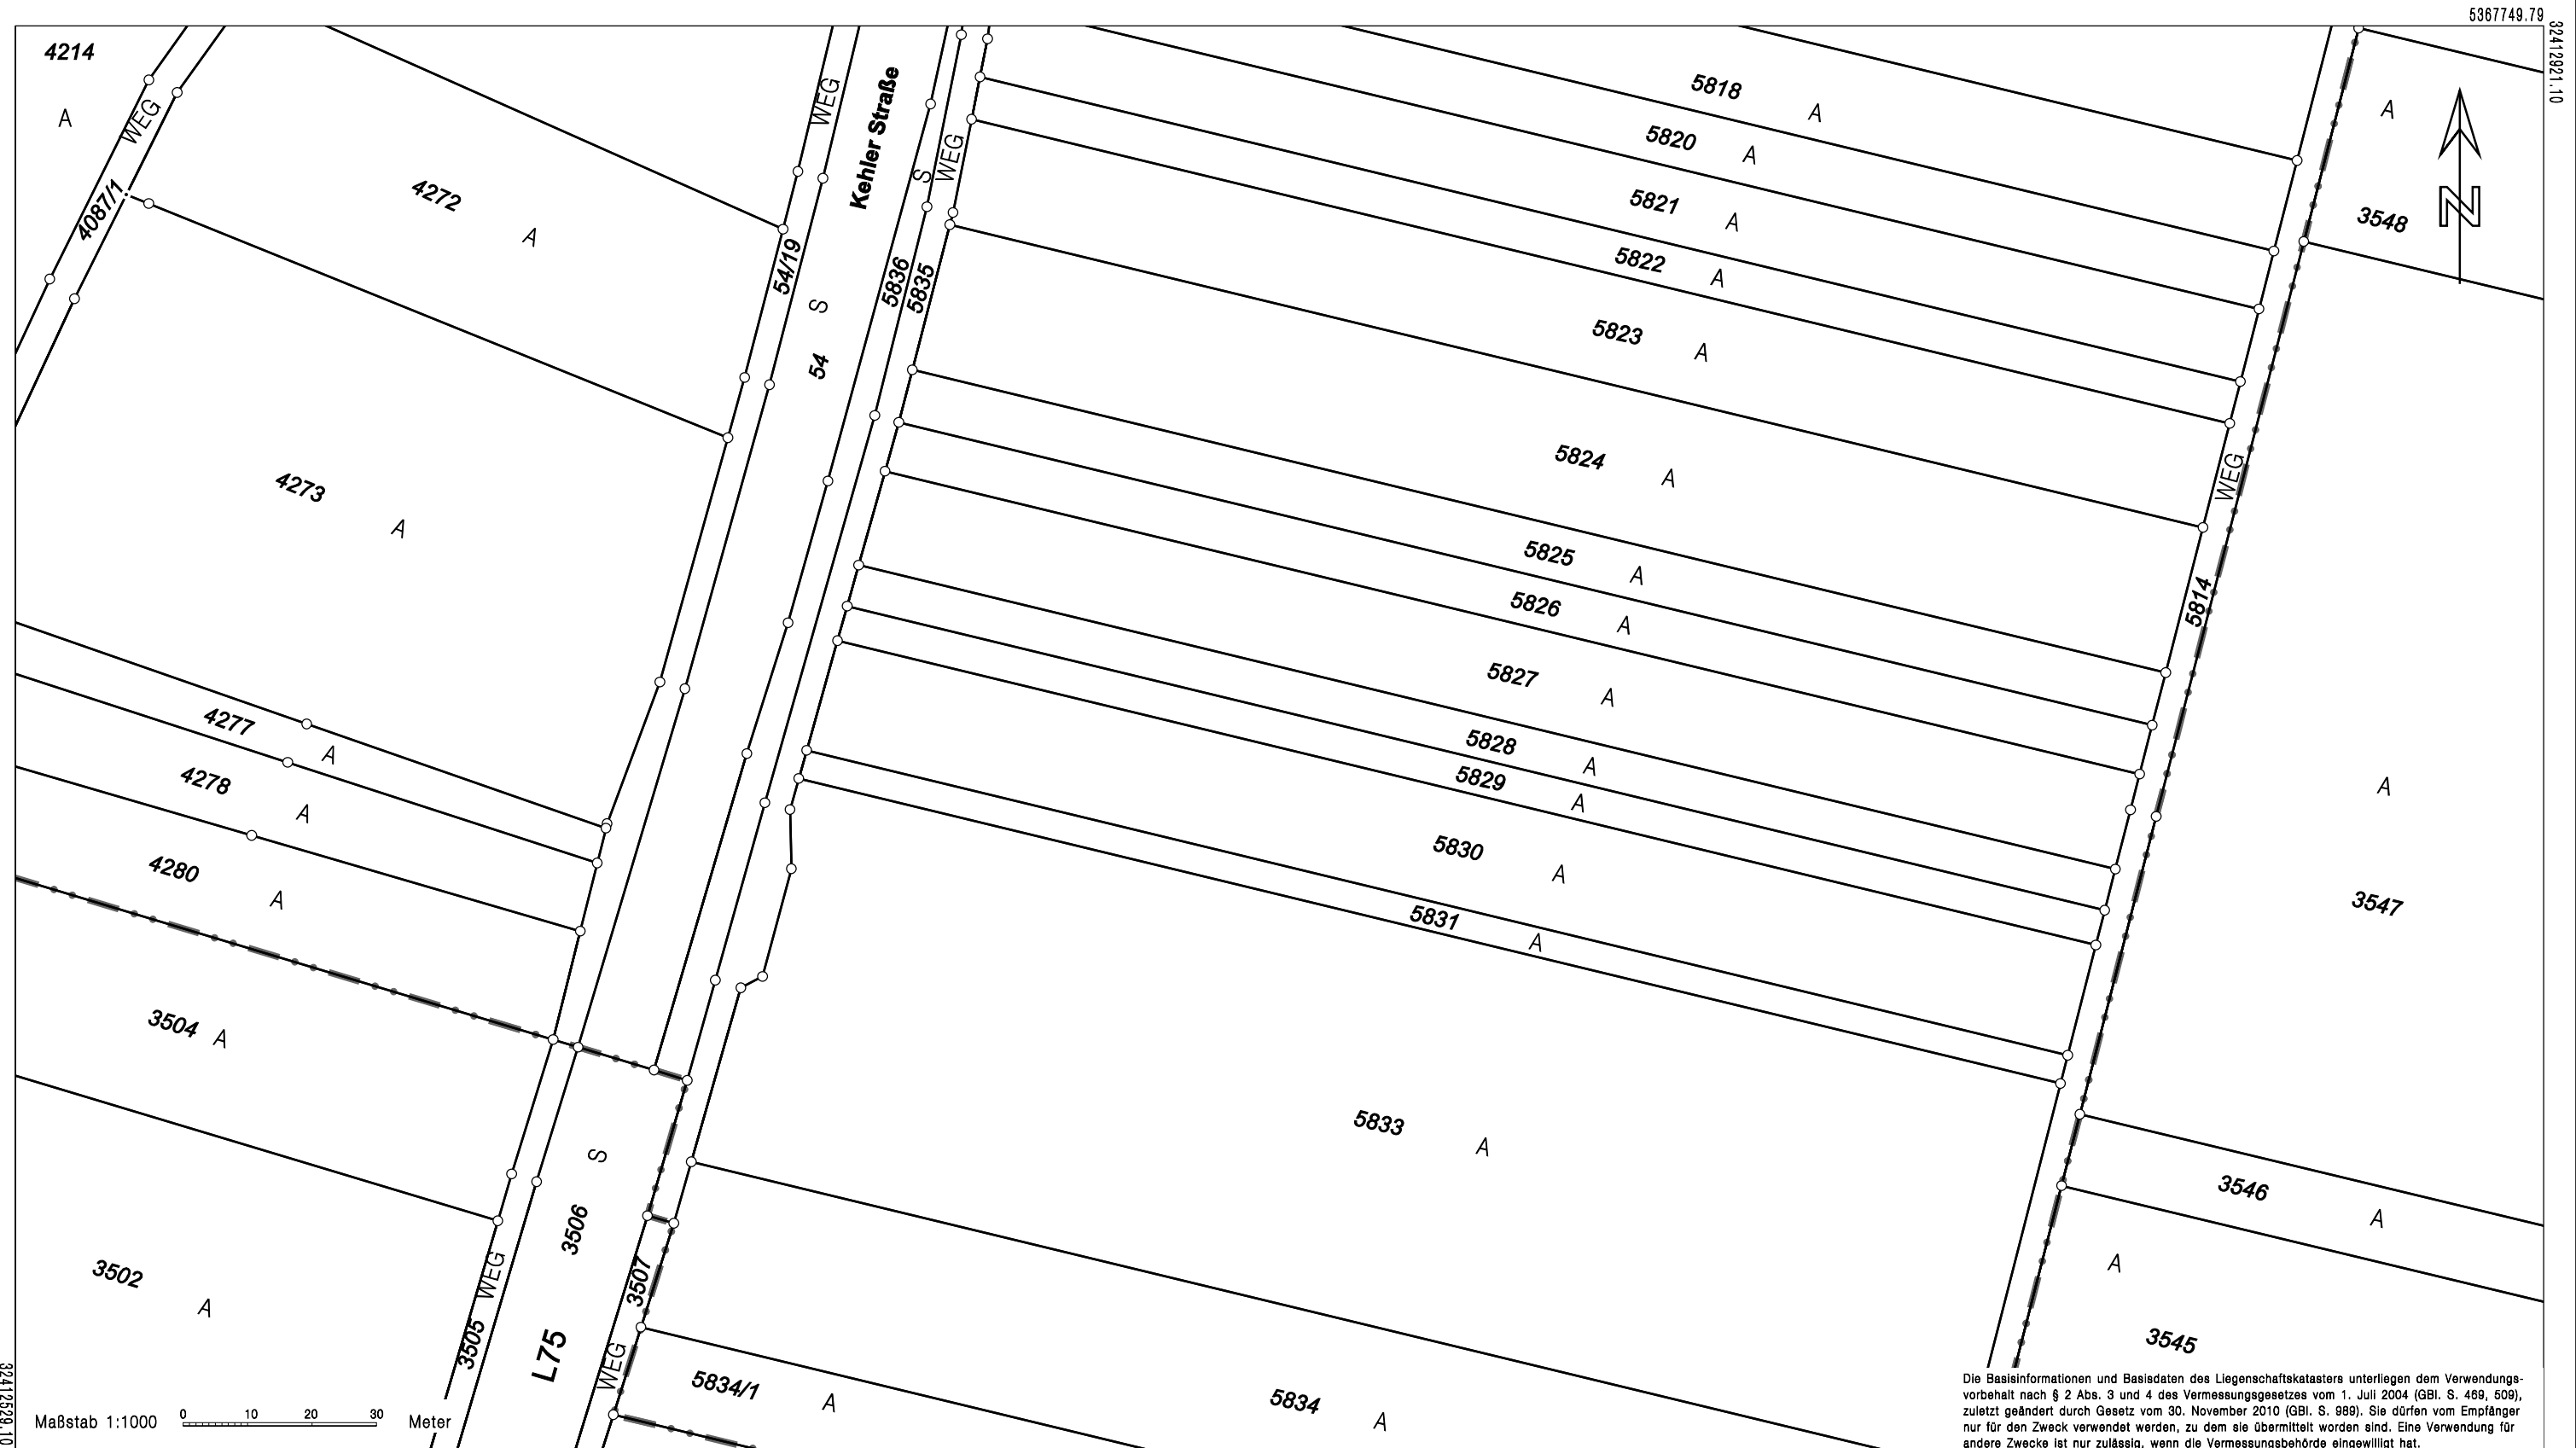 5367749.79
32412921.10
4214
A
WEG
4087/1
4272
A
4273
A
4277
A
4278
A
4280
A
3504
A
3502
A
WEG
54/19
Kehler Straße
S
54
S
WEG
5836
5835
5818
A
5820
A
5821
A
5822
A
5823
A
5824
A
5825
A
5826
A
5827
A
5828
A
5829
A
5830
A
5831
A
5833
A
5834
A
5834/1
A
WEG
5814
A
3548
N
A
3547
3546
A
A
3545
S
3506
WEG
3505
L75
3507
WEG
32412529.10
Maßstab 1:1000
0 10 20 30
Meter
Die Basisinformationen und Basisdaten des Liegenschaftskatasters unterliegen dem Verwendungs-
vorbehalt nach § 2 Abs. 3 und 4 des Vermessungsgesetzes vom 1. Juli 2004 (GBl. S. 469, 509),
zuletzt geändert durch Gesetz vom 30. November 2010 (GBl. S. 989). Sie dürfen vom Empfänger
nur für den Zweck verwendet werden, zu dem sie übermittelt worden sind. Eine Verwendung für
andere Zwecke ist nur zulässig, wenn die Vermessungsbehörde eingewilligt hat.